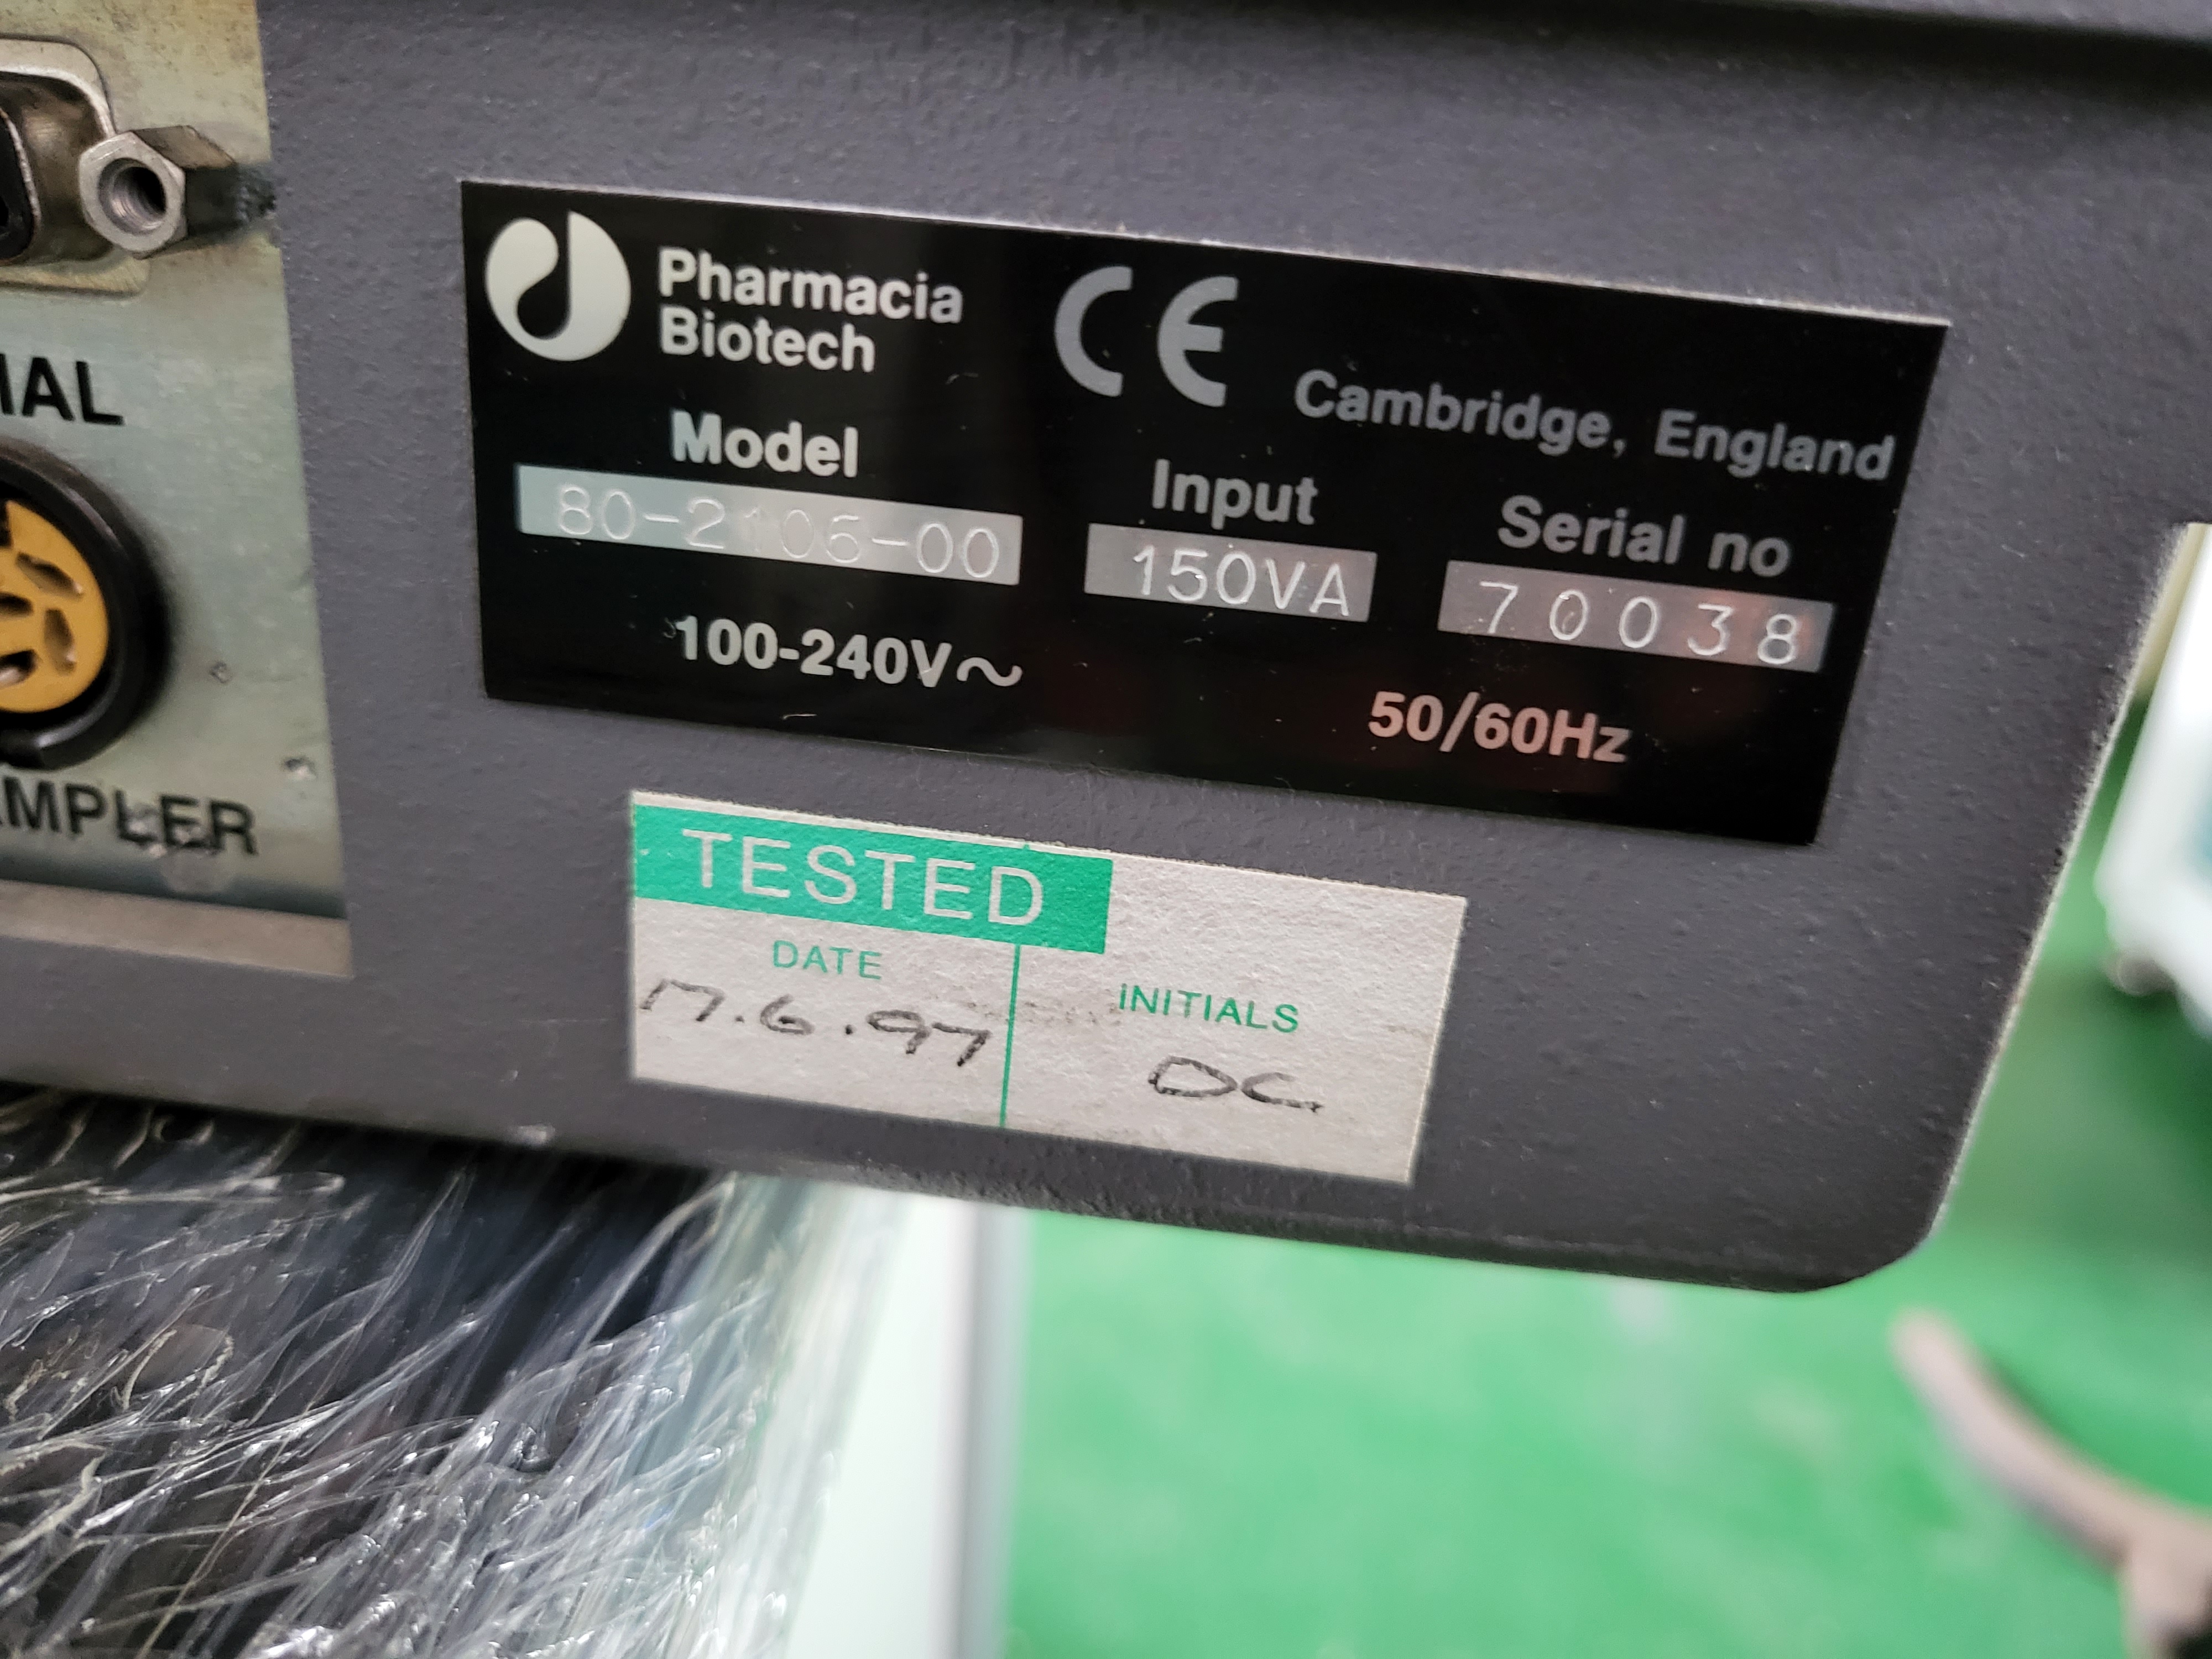 IAL
AMPLER
Pharmacia
Biotech
CE
Cambridge, England
Model
Input
Serial no
80-2106-00
150VA
70038
100-240V~
50/60Hz
TESTED
DATE
INITIALS
17.6.97
DC